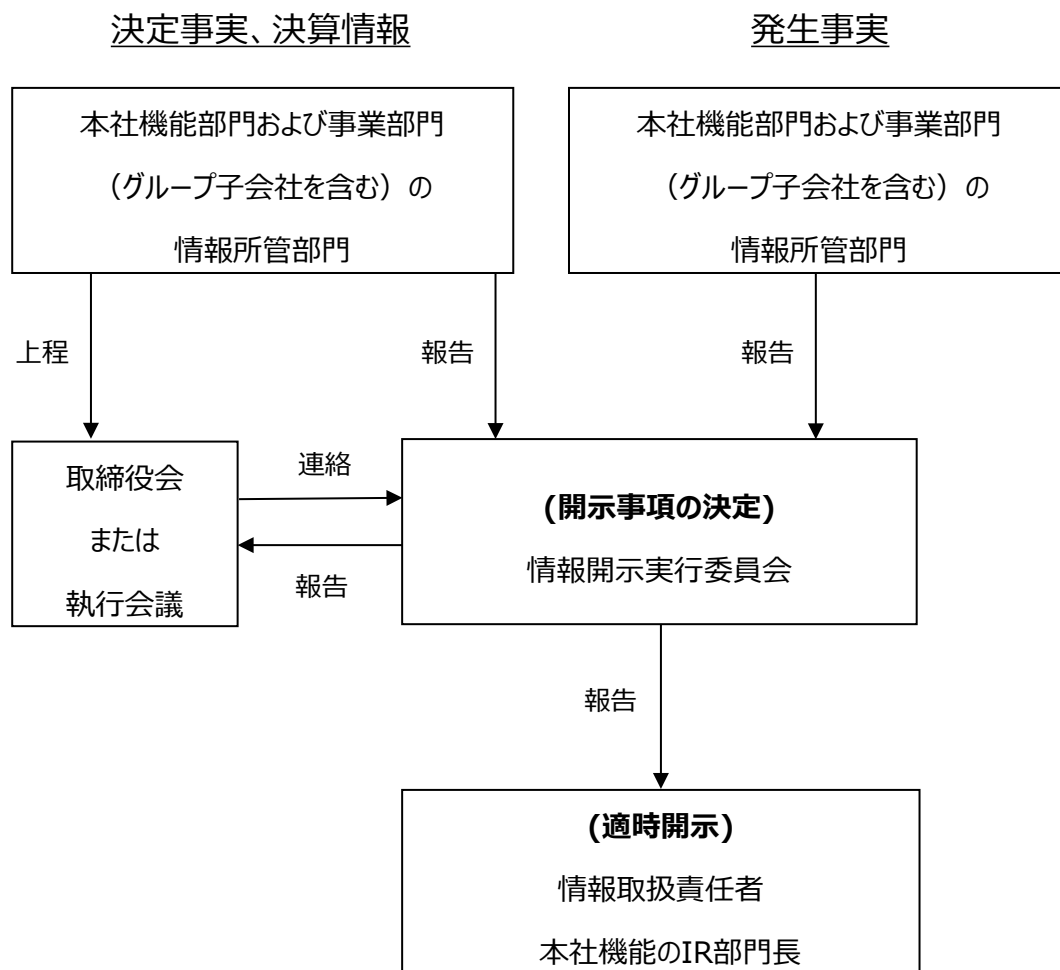 決定事実、決算情報
発生事実
本社機能部門および事業部門
（グループ子会社を含む）の
情報所管部門
本社機能部門および事業部門
（グループ子会社を含む）の
情報所管部門
上程
報告
報告
取締役会
または
執行会議
連絡
報告
(開示事項の決定)
情報開示実行委員会
報告
(適時開示)
情報取扱責任者
本社機能のIR部門長